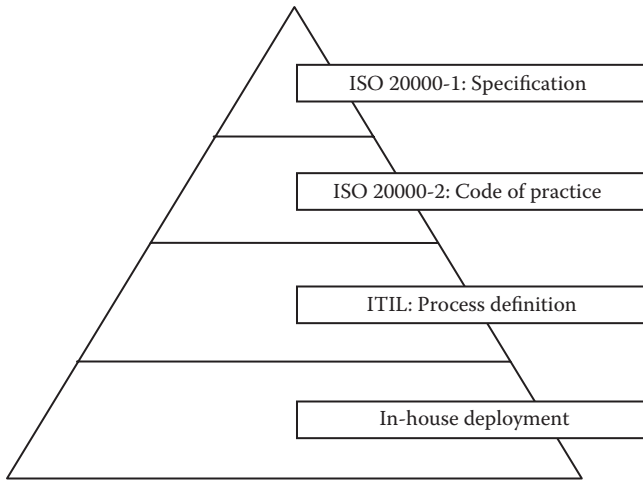 ISO 20000-1: Specification
ISO 20000-2: Code of practice
ITIL: Process definition
In-house deployment